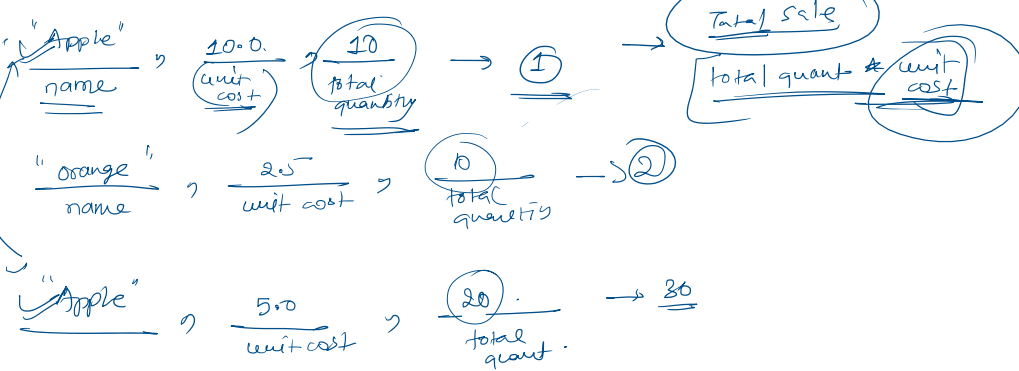 Total sale
"Apple" , 10.0. , 10 → 1 →
name unit cost total quantity
total quant * unit cost
"orange" , 2.5 , 10 → 2
name unit cost total quantity
"Apple" , 5.0 , 20 . → 30
unit cost total quant.